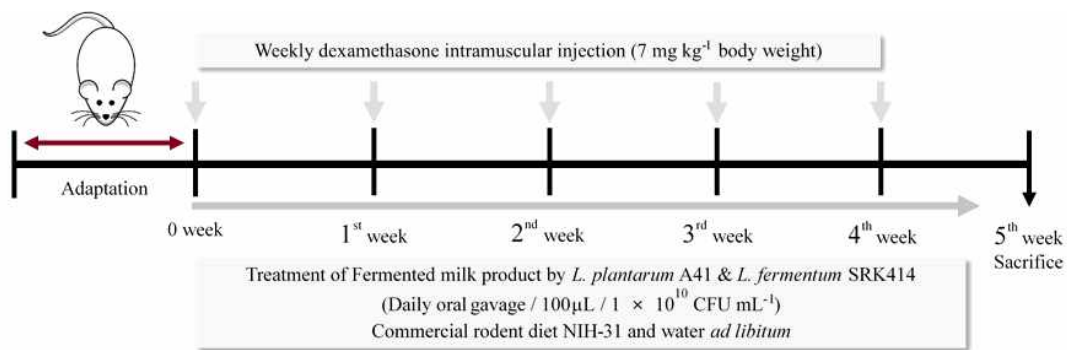 Weekly dexamethasone intramuscular injection (7 mg kg⁻¹ body weight)
Adaptation
0 week
1st week
2nd week
3rd week
4th week
5th week
Sacrifice
Treatment of Fermented milk product by L. plantarum A41 & L. fermentum SRK414
(Daily oral gavage / 100μL / 1 × 10¹⁰ CFU mL⁻¹)
Commercial rodent diet NIH-31 and water ad libitum